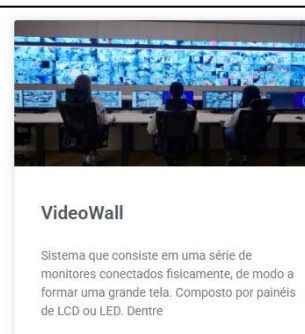 VideoWall
Sistema que consiste em uma série de
monitores conectados fisicamente, de modo a
formar uma grande tela. Composto por painéis
de LCD ou LED. Dentre